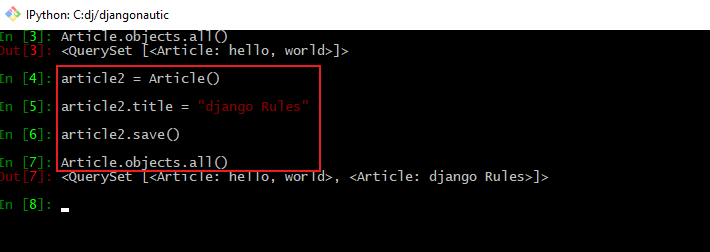 IPython: C:dj/djangonautic
In [3]: Article.objects.all()
Out[3]: <QuerySet [<Article: hello, world>]>
In [4]: article2 = Article()
In [5]: article2.title = "django Rules"
In [6]: article2.save()
In [7]: Article.objects.all()
Out[7]: <QuerySet [<Article: hello, world>, <Article: django Rules>]>
In [8]: